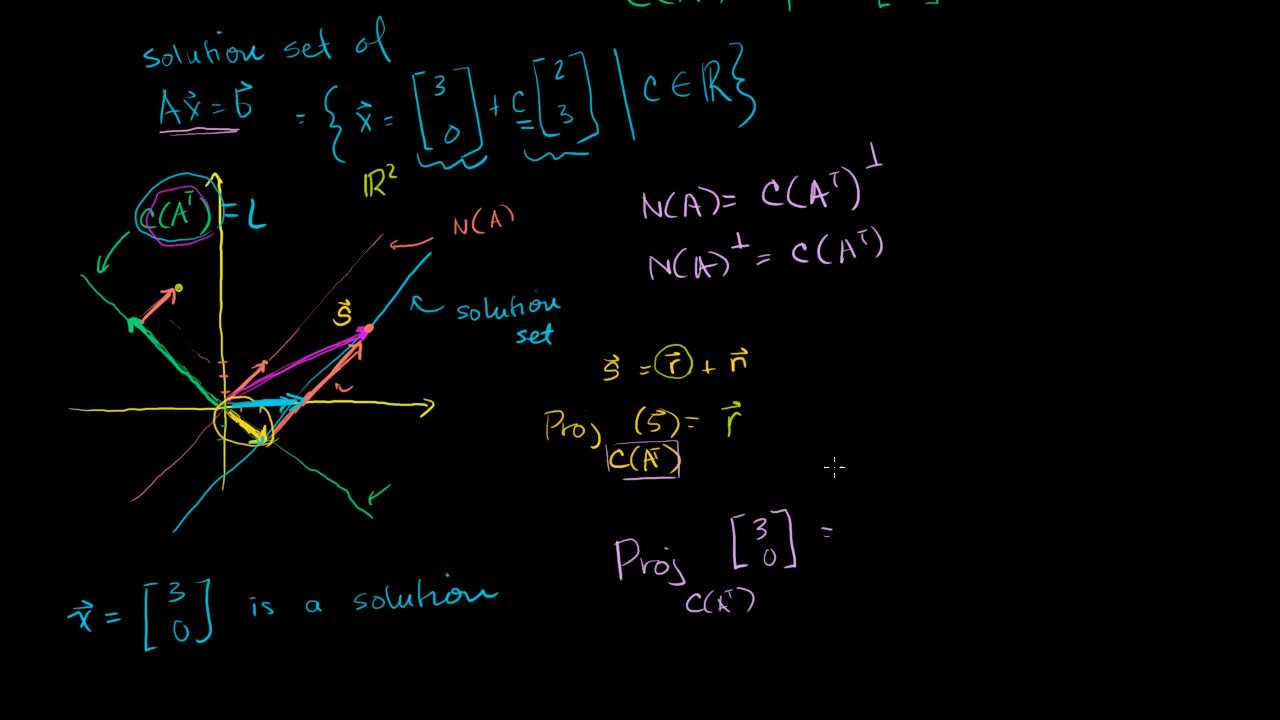 solution set of
Ax⃗ = b⃗ = { x⃗ = [3 0] + c [2 3] | c ∈ ℝ }
ℝ²
C(Aᵀ) = L
N(A)
N(A) = C(Aᵀ)⊥
N(A)⊥ = C(Aᵀ)
s⃗
solution
set
s⃗ = r⃗ + n⃗
Proj (s⃗) = r⃗
C(Aᵀ)
Proj [3 0] =
C(Aᵀ)
x⃗ = [3 0] is a solution